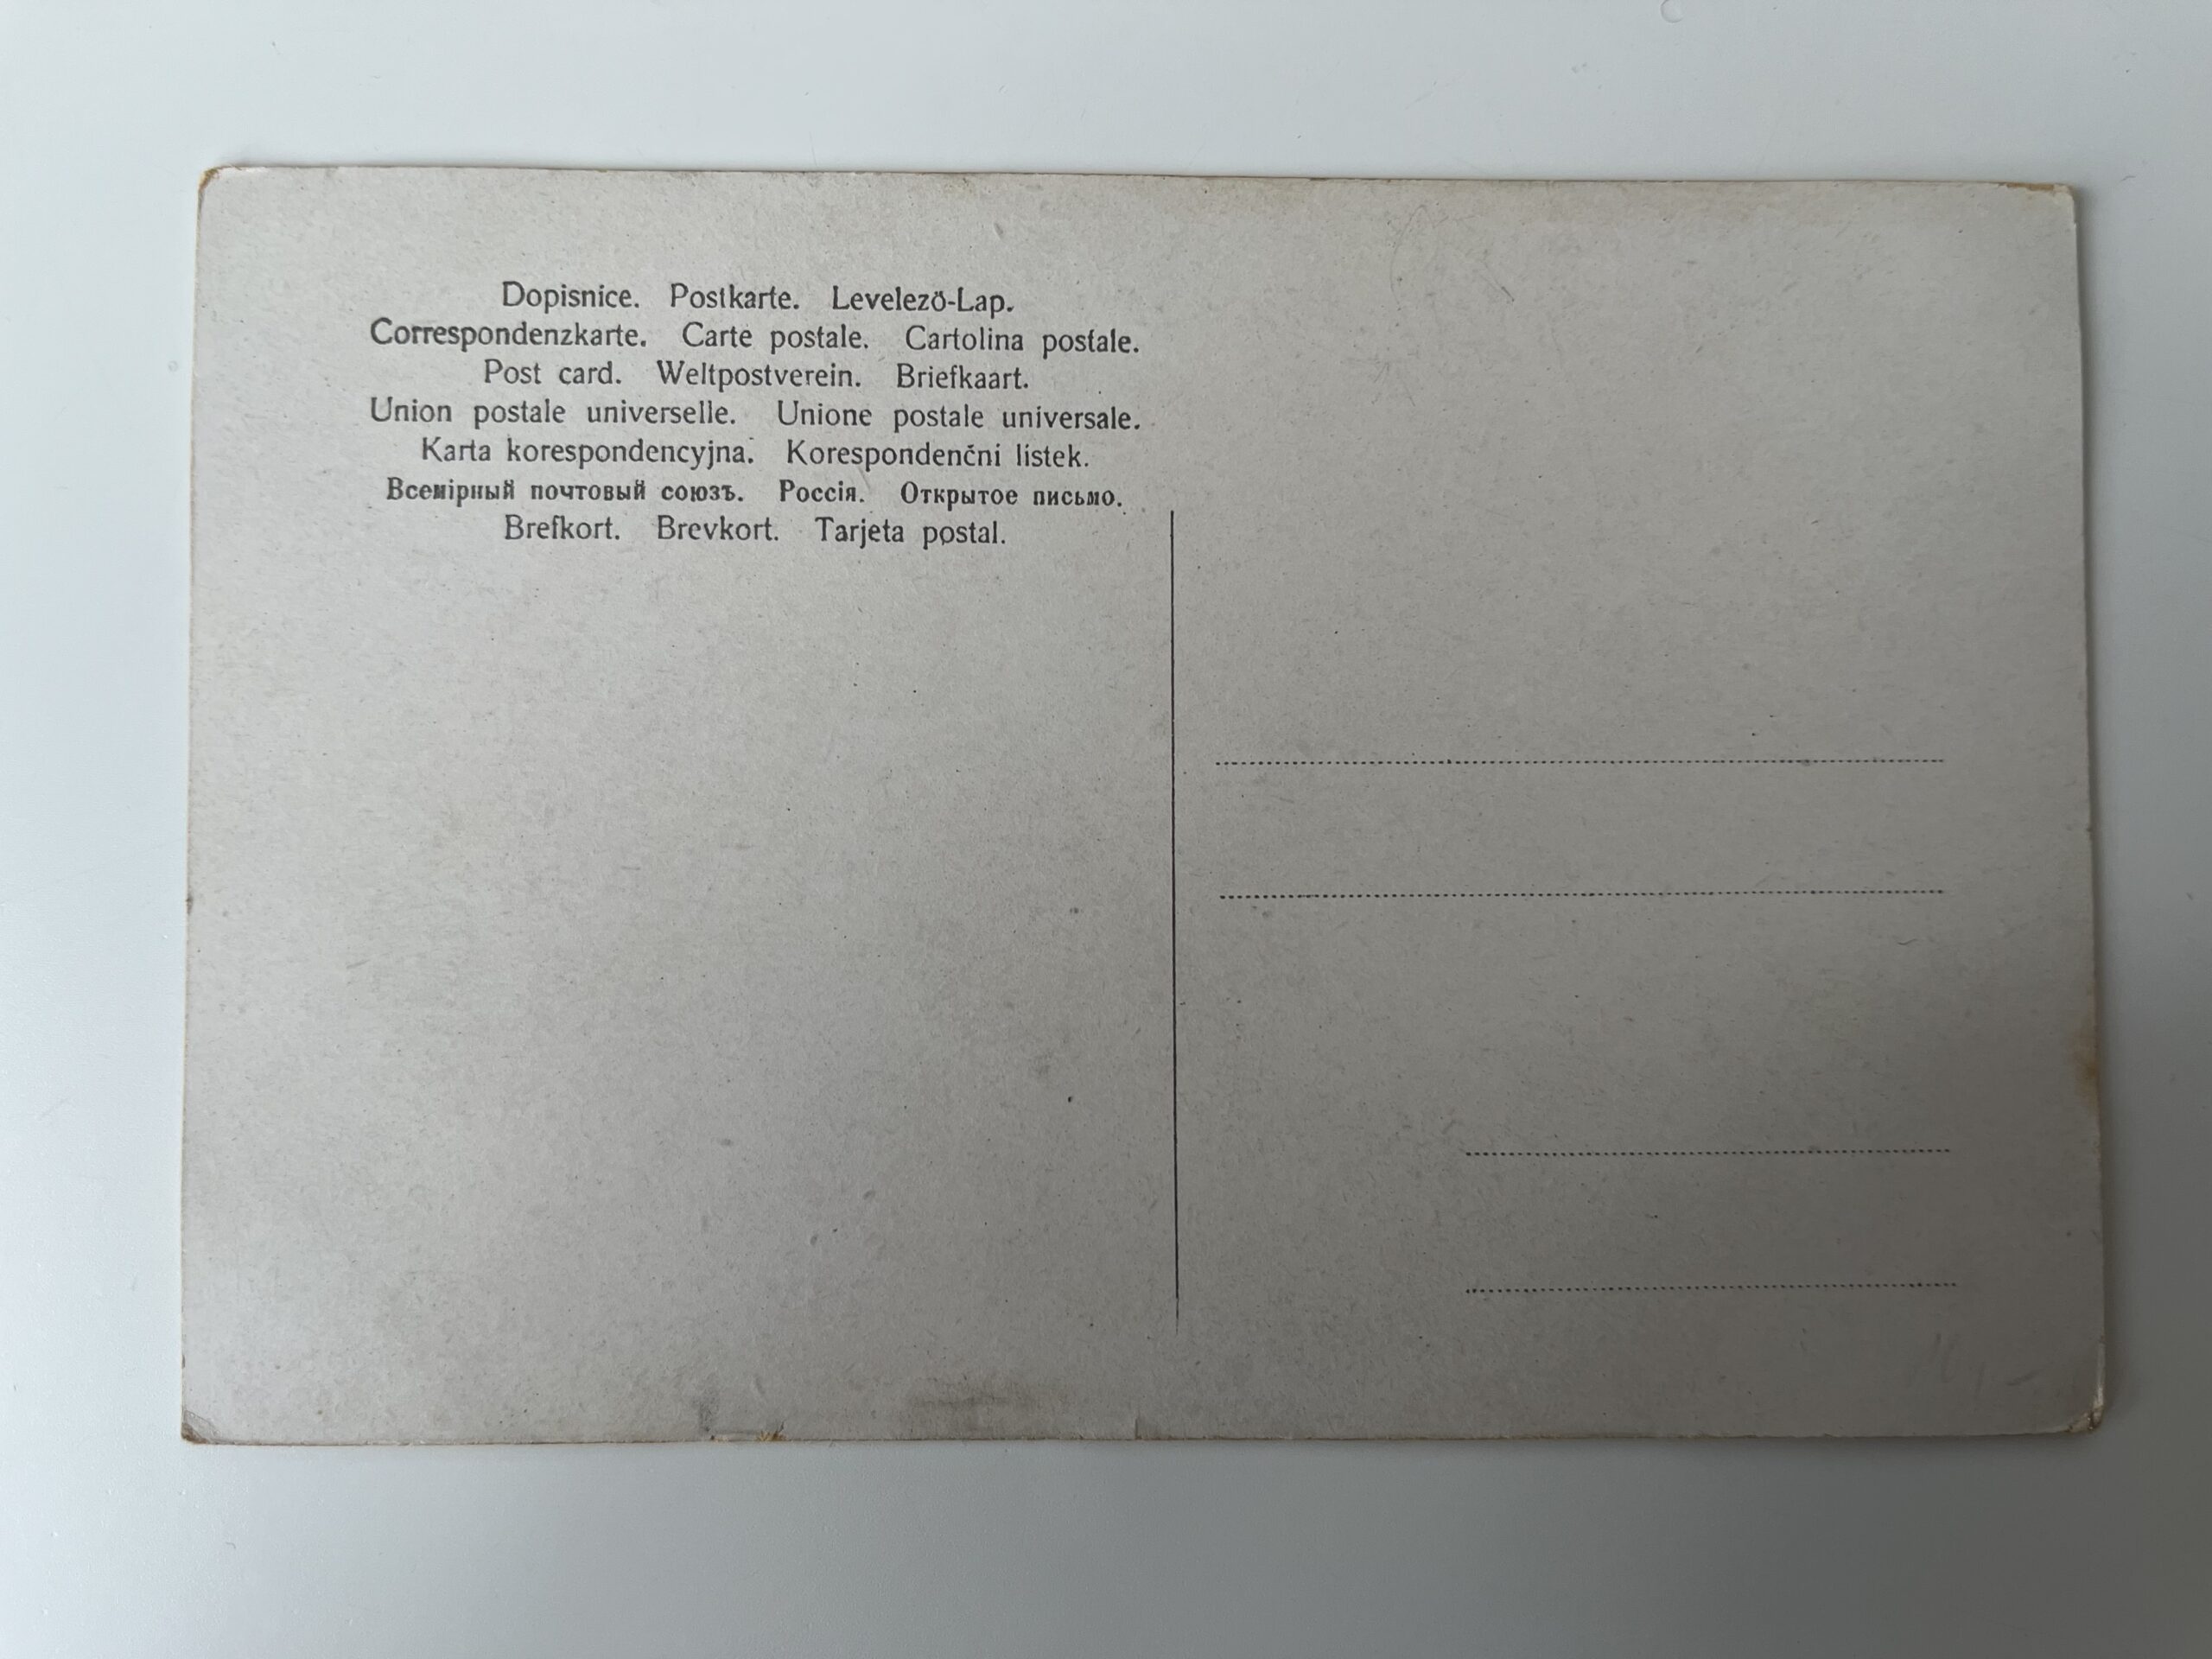 Dopisnice. Postkarte. Levelezö-Lap.
Correspondenzkarte. Carte postale. Cartolina postale.
Post card. Weltpostverein. Briefkaart.
Union postale universelle. Unione postale universale.
Karta korespondencyjna. Korespondenčni listek.
Всемірный почтовый союзъ. Россія. Открытое письмо.
Brefkort. Brevkort. Tarjeta postal.